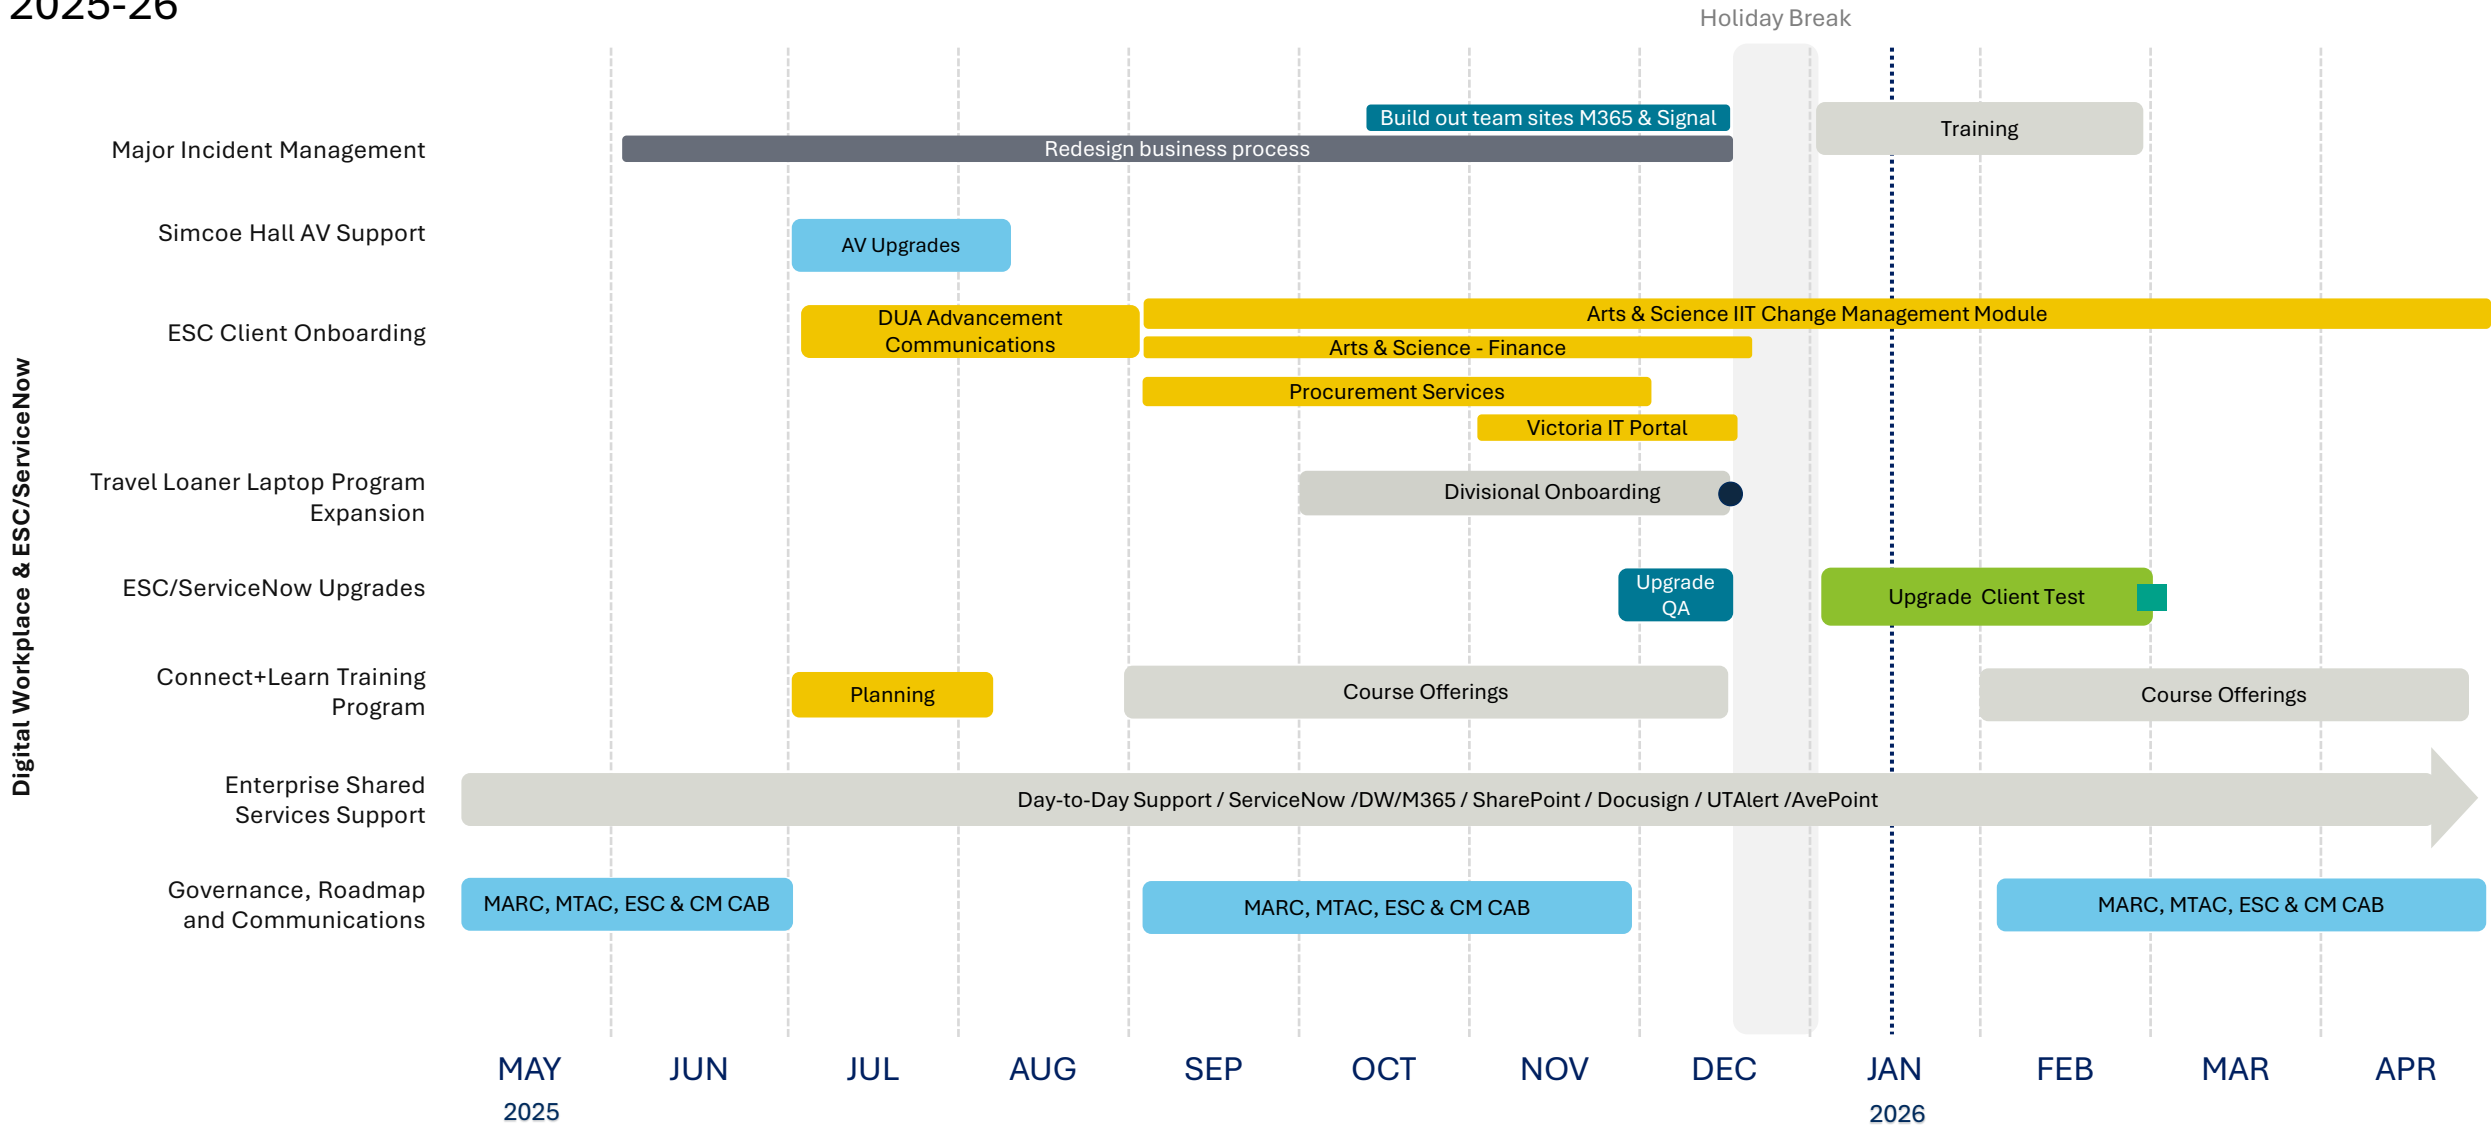 2025-26
Holiday Break
Digital Workplace & ESC/ServiceNow
Major Incident Management
Build out team sites M365 & Signal
Redesign business process
Training
Simcoe Hall AV Support
AV Upgrades
ESC Client Onboarding
DUA Advancement
Communications
Arts & Science IIT Change Management Module
Arts & Science - Finance
Procurement Services
Victoria IT Portal
Travel Loaner Laptop Program
Expansion
Divisional Onboarding
ESC/ServiceNow Upgrades
Upgrade
QA
Upgrade Client Test
Connect+Learn Training
Program
Planning
Course Offerings
Course Offerings
Enterprise Shared
Services Support
Day-to-Day Support / ServiceNow /DW/M365 / SharePoint / Docusign / UTAlert /AvePoint
Governance, Roadmap
and Communications
MARC, MTAC, ESC & CM CAB
MARC, MTAC, ESC & CM CAB
MARC, MTAC, ESC & CM CAB
MAY JUN JUL AUG SEP OCT NOV DEC JAN FEB MAR APR
2025 2026